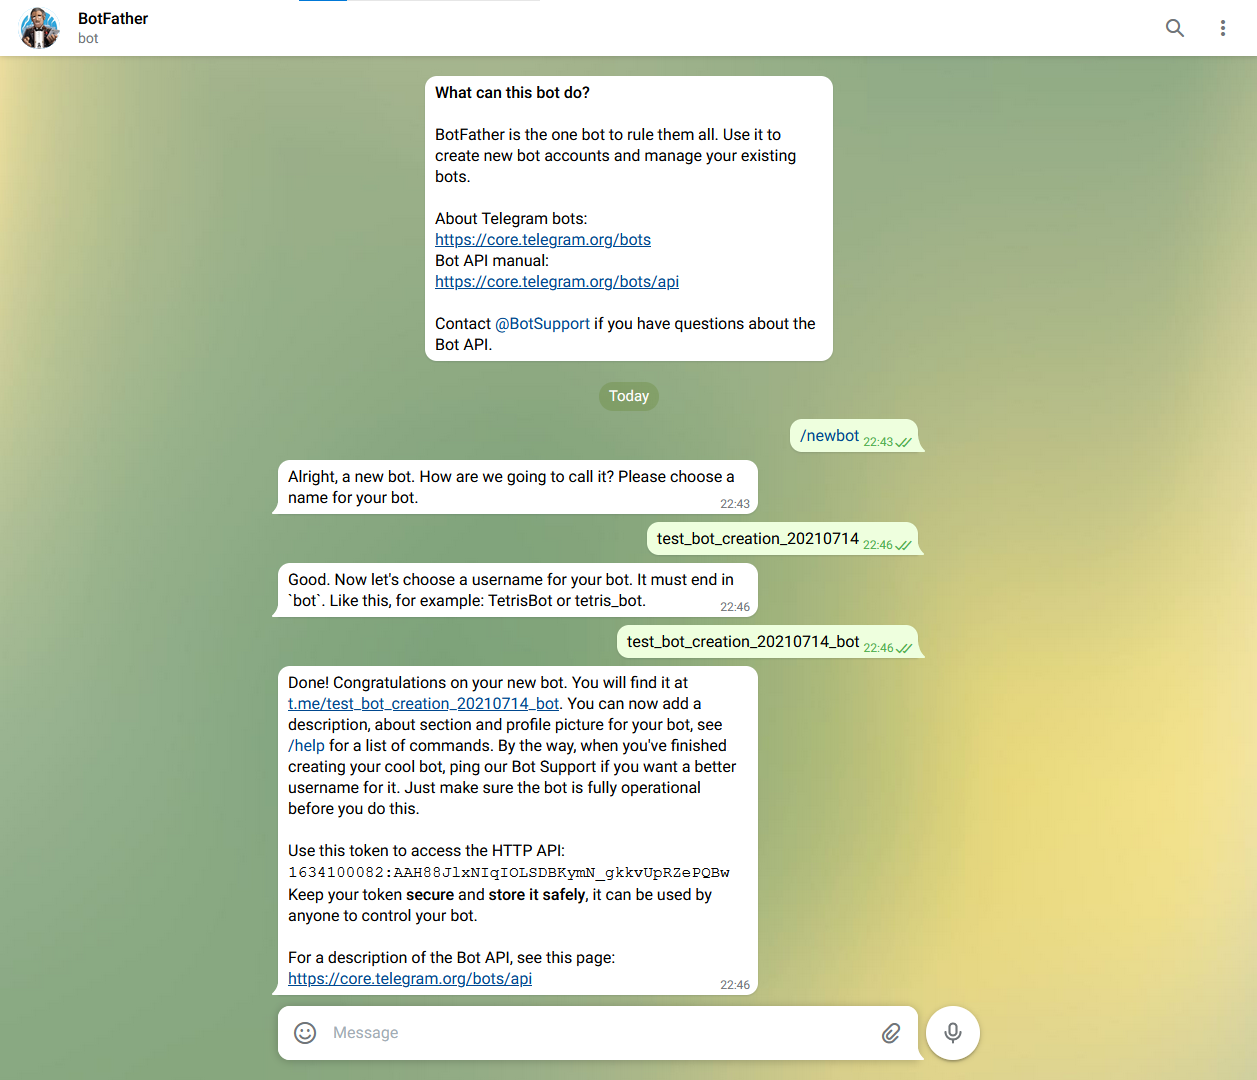 BotFather
bot
What can this bot do?
BotFather is the one bot to rule them all. Use it to
create new bot accounts and manage your existing
bots.
About Telegram bots:
https://core.telegram.org/bots
Bot API manual:
https://core.telegram.org/bots/api
Contact @BotSupport if you have questions about the
Bot API.
Today
/newbot 22:43
Alright, a new bot. How are we going to call it? Please choose a
name for your bot. 22:43
test_bot_creation_20210714 22:46
Good. Now let's choose a username for your bot. It must end in
`bot`. Like this, for example: TetrisBot or tetris_bot. 22:46
test_bot_creation_20210714_bot 22:46
Done! Congratulations on your new bot. You will find it at
t.me/test_bot_creation_20210714_bot. You can now add a
description, about section and profile picture for your bot, see
/help for a list of commands. By the way, when you've finished
creating your cool bot, ping our Bot Support if you want a better
username for it. Just make sure the bot is fully operational
before you do this.
Use this token to access the HTTP API:
1634100082:AAH88JlxNIqIOLSDBKymN_gkkvUpRZePQBw
Keep your token secure and store it safely, it can be used by
anyone to control your bot.
For a description of the Bot API, see this page:
https://core.telegram.org/bots/api 22:46
Message